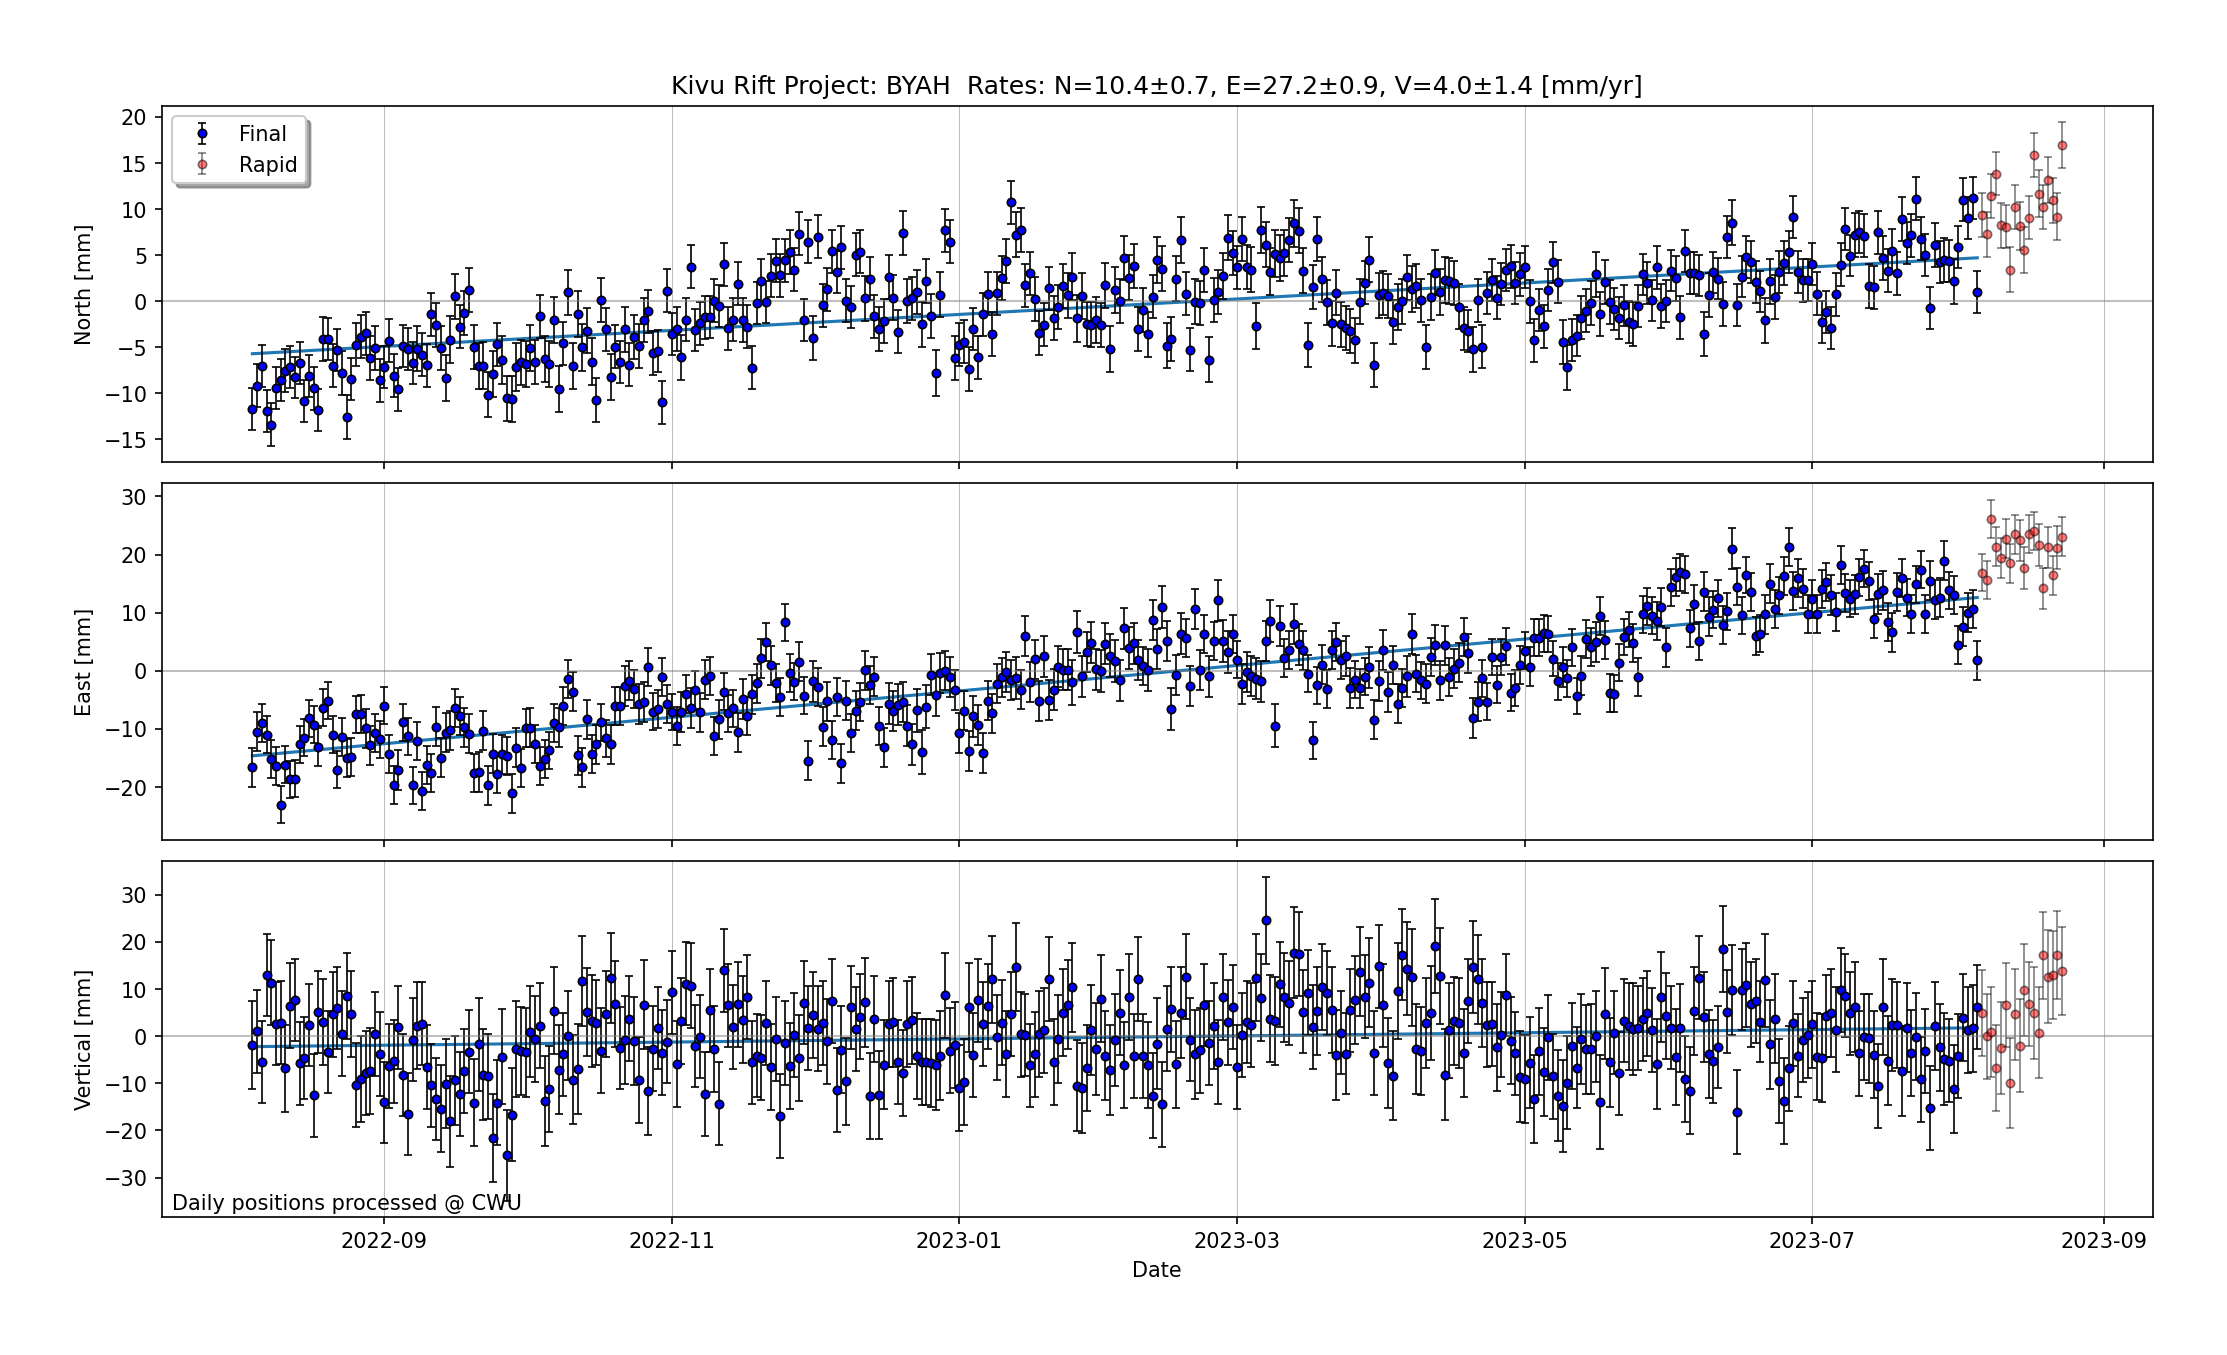 Kivu Rift Project: BYAH  Rates: N=10.4±0.7, E=27.2±0.9, V=4.0±1.4 [mm/yr]
Final
Rapid
North [mm]
20
15
10
5
0
−5
−10
−15
East [mm]
30
20
10
0
−10
−20
Vertical [mm]
30
20
10
0
−10
−20
−30
Daily positions processed @ CWU
2022-09 2022-11 2023-01 2023-03 2023-05 2023-07 2023-09
Date